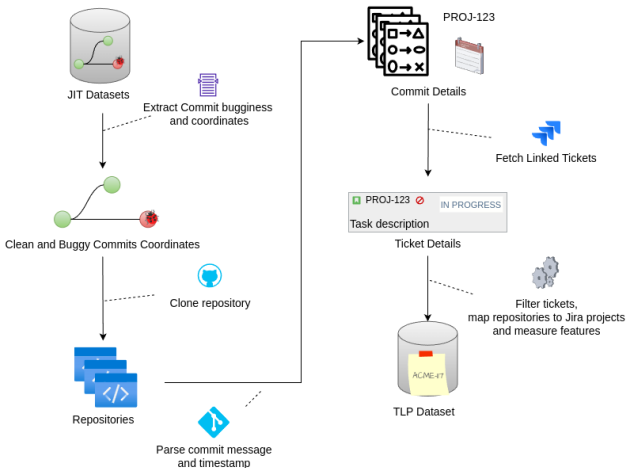 JIT Datasets
Extract Commit bugginess
and coordinates
Clean and Buggy Commits Coordinates
Clone repository
Repositories
Parse commit message
and timestamp
PROJ-123
Commit Details
Fetch Linked Tickets
PROJ-123
IN PROGRESS
Task description
Ticket Details
Filter tickets,
map repositories to Jira projects
and measure features
TLP Dataset